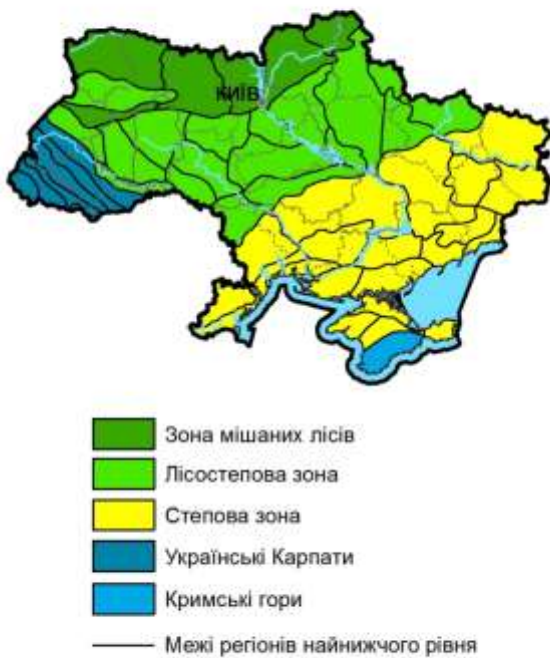 КИЇВ
Зона мішаних лісів
Лісостепова зона
Степова зона
Українські Карпати
Кримські гори
Межі регіонів найнижчого рівня